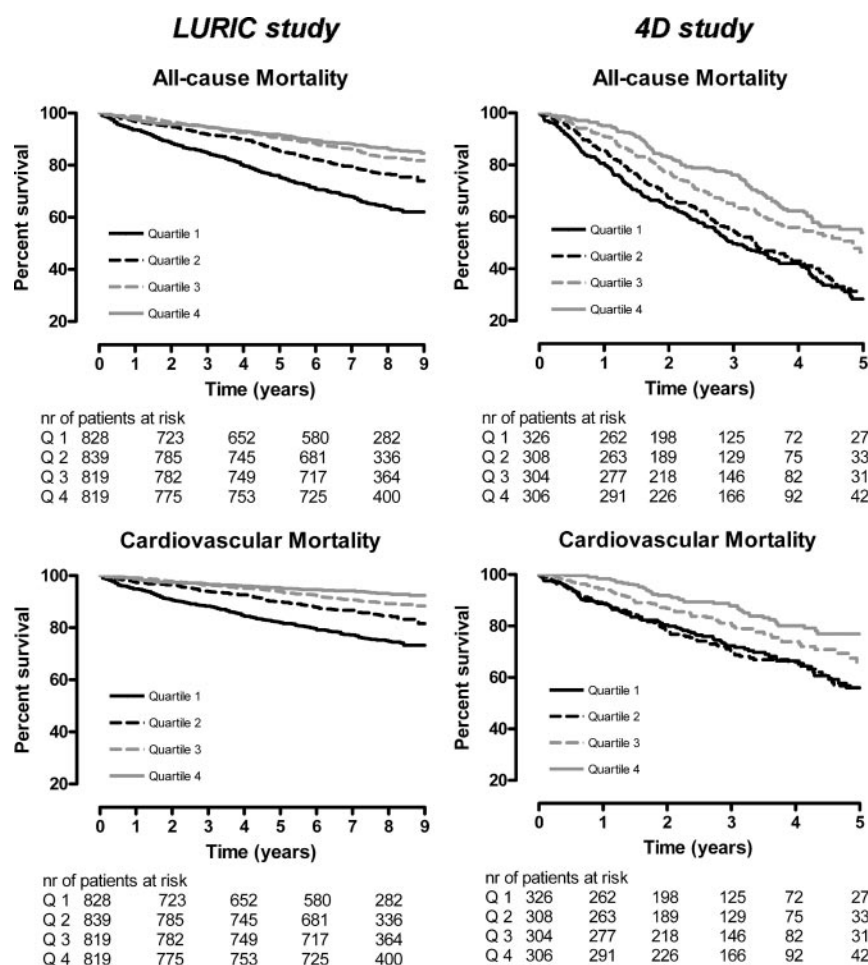 LURIC study
4D study
All-cause Mortality
Percent survival
100
80
60
40
20
Quartile 1
Quartile 2
Quartile 3
Quartile 4
0 1 2 3 4 5 6 7 8 9
Time (years)
nr of patients at risk
Q 1 828 723 652 580 282
Q 2 839 785 745 681 336
Q 3 819 782 749 717 364
Q 4 819 775 753 725 400
All-cause Mortality
Percent survival
100
80
60
40
20
Quartile 1
Quartile 2
Quartile 3
Quartile 4
0 1 2 3 4 5
Time (years)
nr of patients at risk
Q 1 326 262 198 125 72 27
Q 2 308 263 189 129 75 33
Q 3 304 277 218 146 82 31
Q 4 306 291 226 166 92 42
Cardiovascular Mortality
Percent survival
100
80
60
40
20
Quartile 1
Quartile 2
Quartile 3
Quartile 4
0 1 2 3 4 5 6 7 8 9
Time (years)
nr of patients at risk
Q 1 828 723 652 580 282
Q 2 839 785 745 681 336
Q 3 819 782 749 717 364
Q 4 819 775 753 725 400
Cardiovascular Mortality
Percent survival
100
80
60
40
20
Quartile 1
Quartile 2
Quartile 3
Quartile 4
0 1 2 3 4 5
Time (years)
nr of patients at risk
Q 1 326 262 198 125 72 27
Q 2 308 263 189 129 75 33
Q 3 304 277 218 146 82 31
Q 4 306 291 226 166 92 42